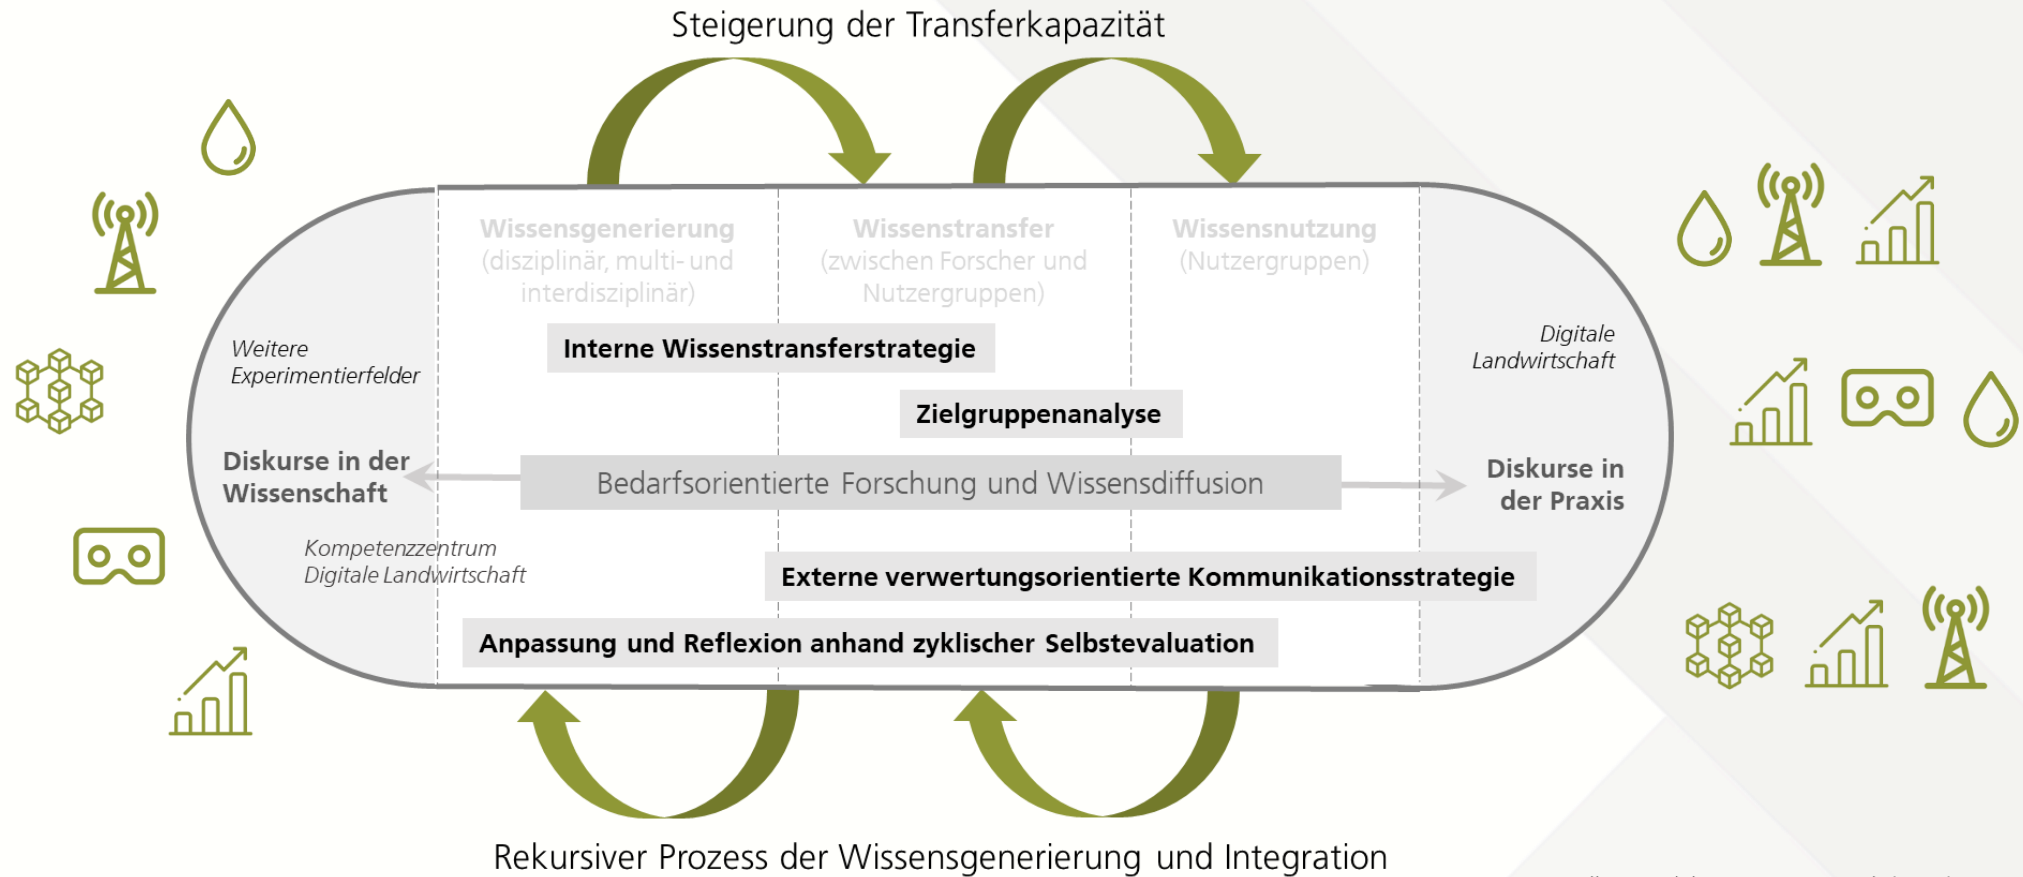 Steigerung der Transferkapazität
Wissensgenerierung
(disziplinär, multi- und
interdisziplinär)
Wissenstransfer
(zwischen Forscher und
Nutzergruppen)
Wissensnutzung
(Nutzergruppen)
Interne Wissenstransferstrategie
Weitere
Experimentierfelder
Digitale
Landwirtschaft
Zielgruppenanalyse
Diskurse in der
Wissenschaft
Bedarfsorientierte Forschung und Wissensdiffusion
Diskurse in
der Praxis
Kompetenzzentrum
Digitale Landwirtschaft
Externe verwertungsorientierte Kommunikationsstrategie
Anpassung und Reflexion anhand zyklischer Selbstevaluation
Rekursiver Prozess der Wissensgenerierung und Integration